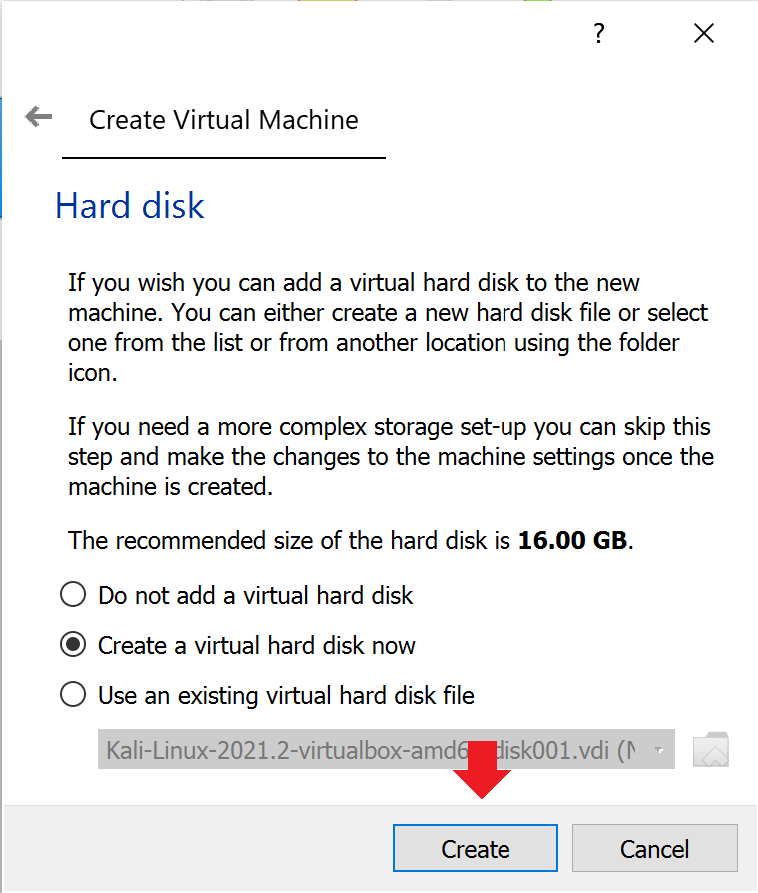 ?
Create Virtual Machine
Hard disk
If you wish you can add a virtual hard disk to the new
machine. You can either create a new hard disk file or select
one from the list or from another location using the folder
icon.
If you need a more complex storage set-up you can skip this
step and make the changes to the machine settings once the
machine is created.
The recommended size of the hard disk is 16.00 GB.
Do not add a virtual hard disk
Create a virtual hard disk now
Use an existing virtual hard disk file
Kali-Linux-2021.2-virtualbox- disk001.vdi (
Create
Cancel